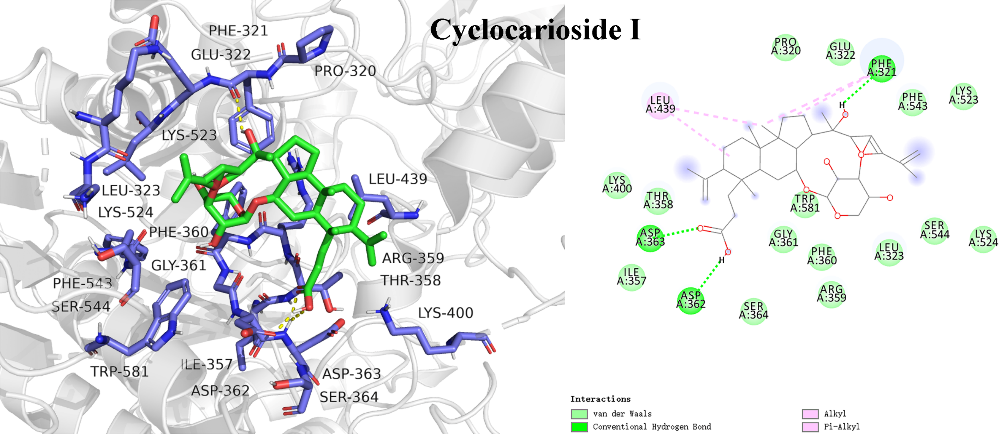 Cyclocarioside I
PHE-321
GLU-322
PRO-320
LYS-523
LEU-323
LYS-524
LEU-439
PHE-360
GLY-361
ARG-359
THR-358
PHE-543
SER-544
LYS-400
TRP-581
ILE-357
ASP-362
ASP-363
SER-364
PRO
A:320
GLU
A:322
PHE
A:321
PHE
A:543
LYS
A:523
LEU
A:439
H
LYS
A:400
THR
A:358
TRP
A:581
ASP
A:363
GLY
A:361
PHE
A:360
LEU
A:323
SER
A:544
LYS
A:524
ILE
A:357
H
ASP
A:362
SER
A:364
ARG
A:359
Interactions
van der Waals
Conventional Hydrogen Bond
Alkyl
Pi-Alkyl